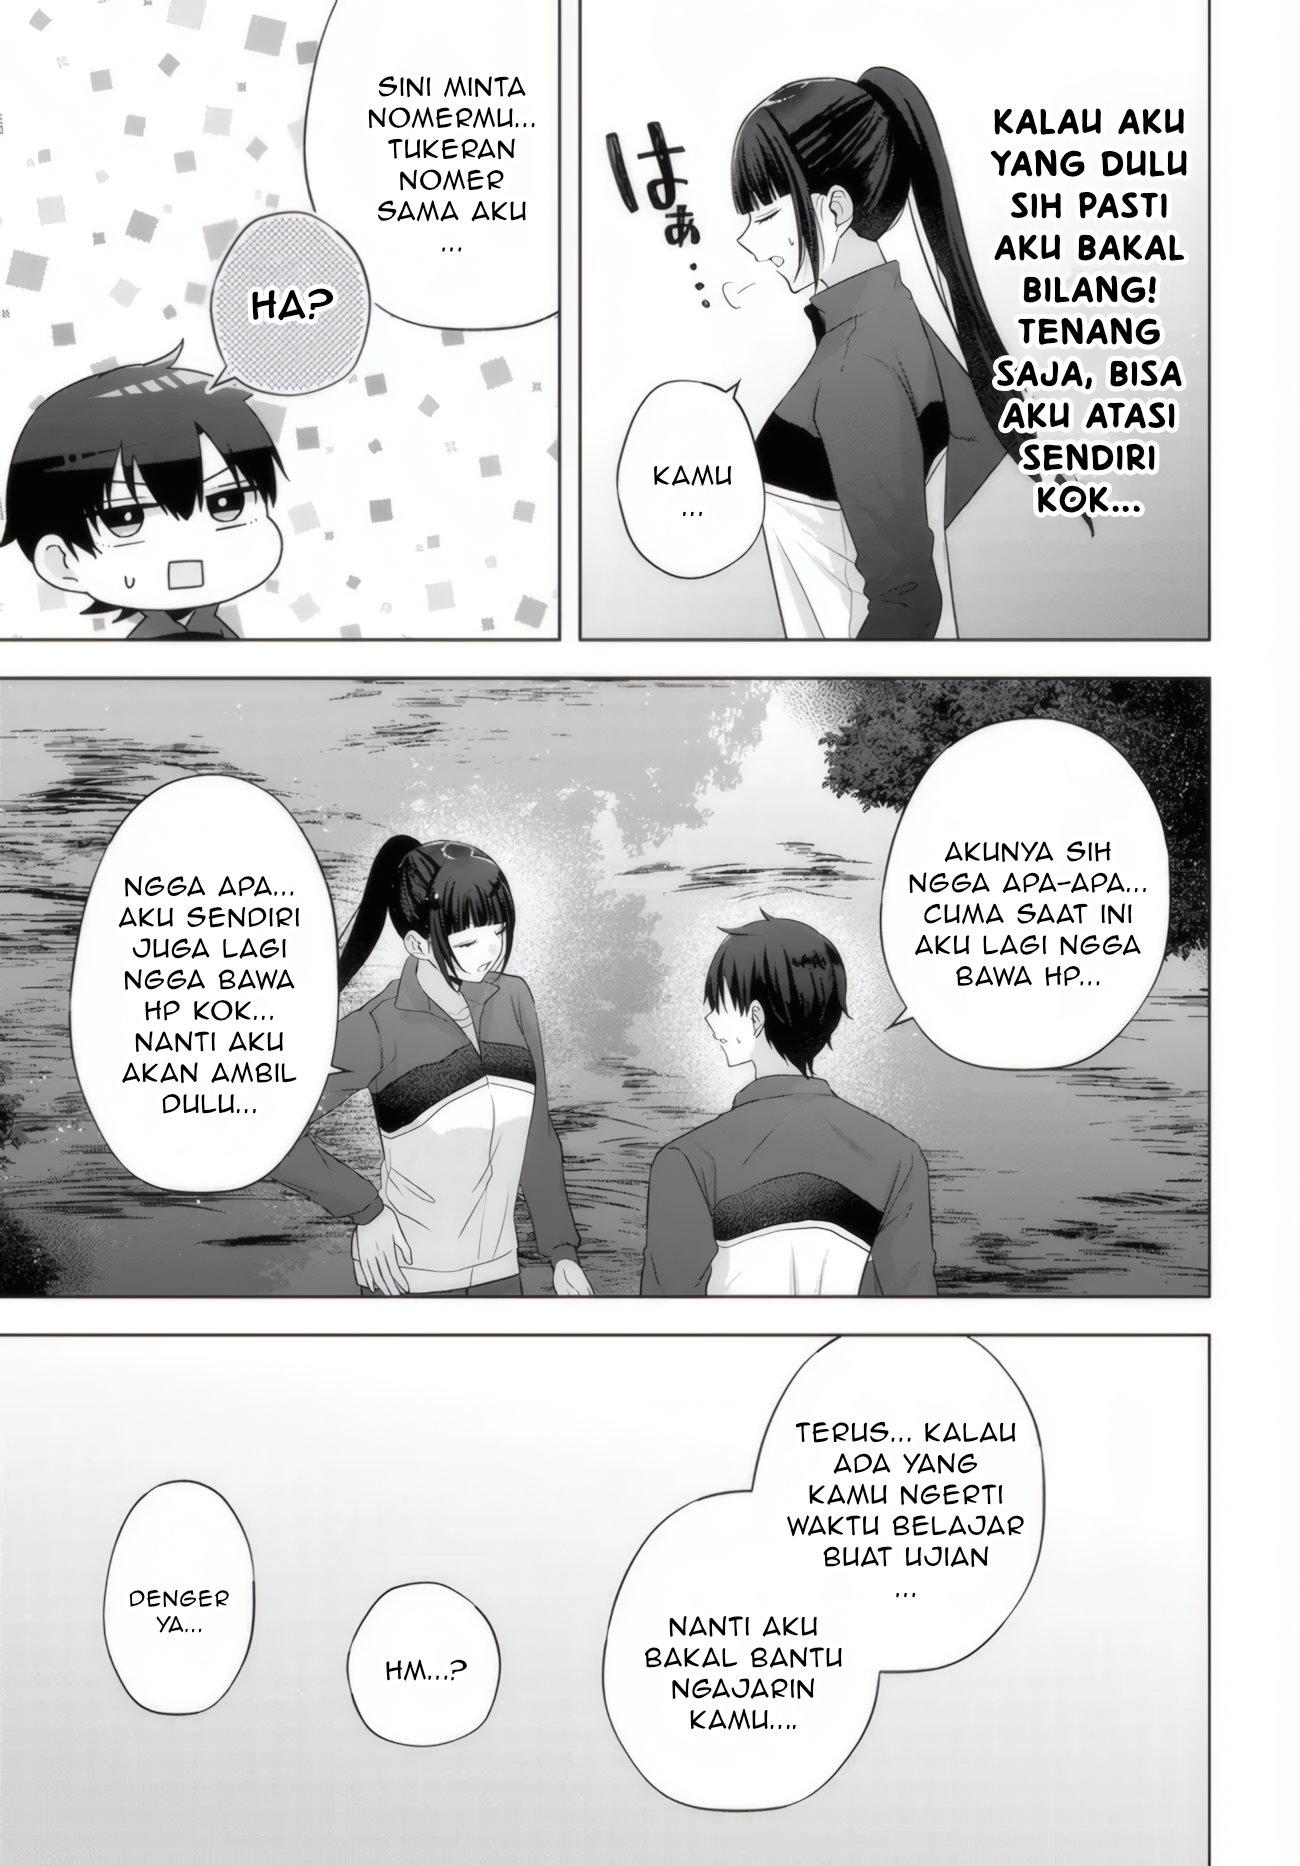 KALAU AKU
YANG DULU
SIH PASTI
AKU BAKAL
BILANG!
TENANG
SAJA, BISA
AKU ATASI
SENDIRI
KOK...
はぁ...
KAMU
...
SINI MINTA
NOMERMU...
TUKERAN
NOMER
SAMA AKU
...
HA?
AKUNYA SIH
NGGA APA-APA...
CUMA SAAT INI
AKU LAGI NGGA
BAWA HP...
NGGA APA...
AKU SENDIRI
JUGA LAGI
NGGA BAWA
HP KOK...
NANTI AKU
AKAN AMBIL
DULU...
TERUS... KALAU
ADA YANG
KAMU NGERTI
WAKTU BELAJAR
BUAT UJIAN
...
NANTI AKU
BAKAL BANTU
NGAJARIN
KAMU....
HM...?
DENGER
YA...